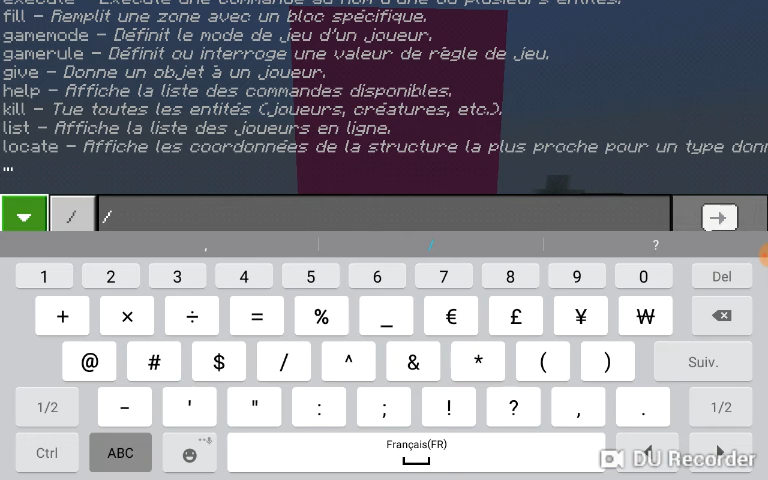 execute - Exécute une commande au nom d'une ou plusieurs entités.
fill - Remplit une zone avec un bloc spécifique.
gamemode - Définit le mode de jeu d'un joueur.
gamerule - Définit ou interroge une valeur de règle de jeu.
give - Donne un objet à un joueur.
help - Affiche la liste des commandes disponibles.
kill - Tue toutes les entités (joueurs, créatures, etc.).
list - Affiche la liste des joueurs en ligne.
locate - Affiche les coordonnées de la structure la plus proche pour un type donn
...
/ /
, / ?
1 2 3 4 5 6 7 8 9 0 Del
+ × ÷ = % _ € £ ¥ ₩
@ # $ / ^ & * ( ) Suiv.
1/2 - ' " : ; ! ? , . 1/2
Français(FR)
Ctrl ABC
DU Recorder